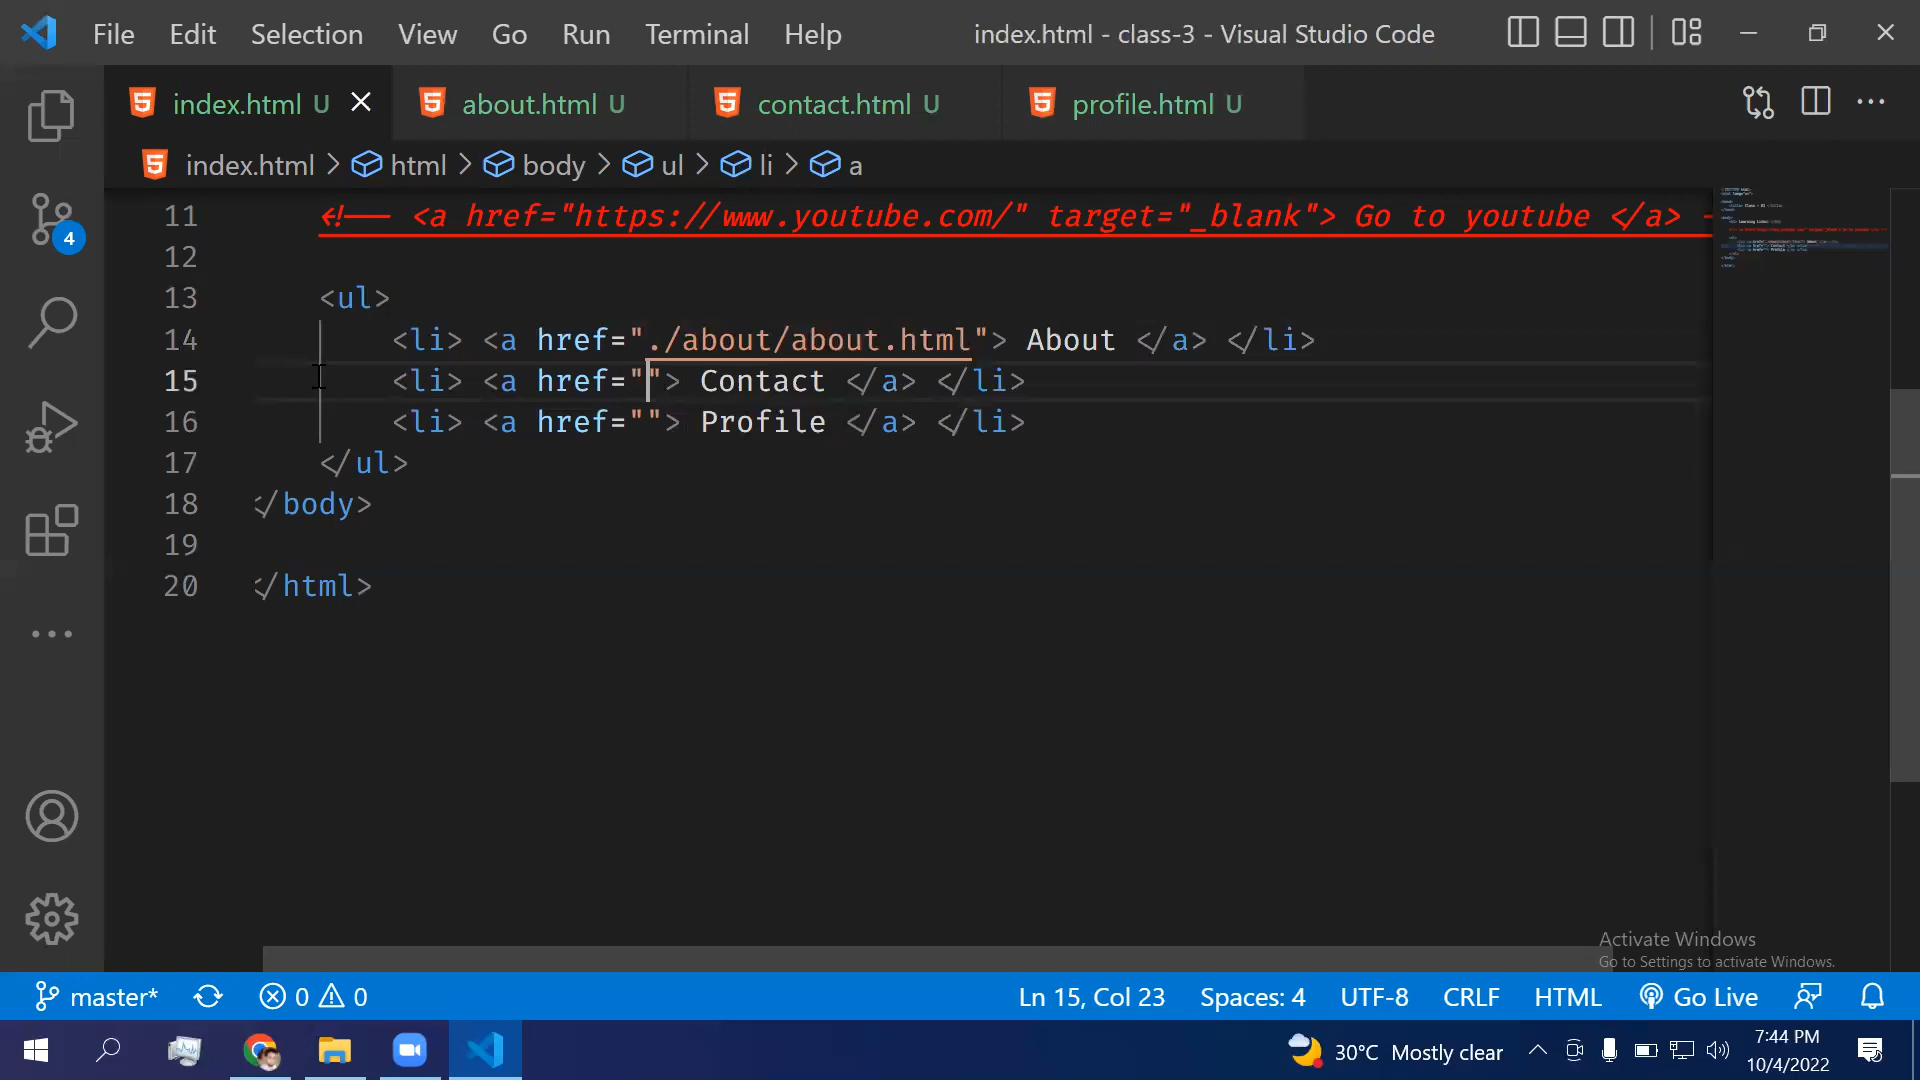 File Edit Selection View Go Run Terminal Help index.html - class-3 - Visual Studio Code
index.html U about.html U contact.html U profile.html U
index.html > html > body > ul > li > a
11 <!-- <a href="https://www.youtube.com/" target="_blank"> Go to youtube </a> -
12
13 <ul>
14 <li> <a href="./about/about.html"> About </a> </li>
15 <li> <a href=""> Contact </a> </li>
16 <li> <a href=""> Profile </a> </li>
17 </ul>
18 </body>
19
20 </html>
4
Activate Windows
Go to Settings to activate Windows.
master* 0 0 Ln 15, Col 23 Spaces: 4 UTF-8 CRLF HTML Go Live
30°C Mostly clear
7:44 PM
10/4/2022